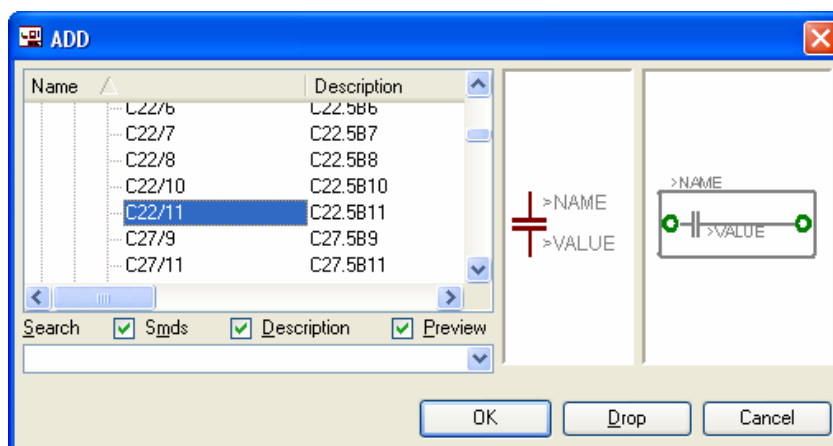 ADD
Name Description
C22/6 C22.5B6
C22/7 C22.5B7
C22/8 C22.5B8
C22/10 C22.5B10
C22/11 C22.5B11
C27/9 C27.5B9
C27/11 C27.5B11
>NAME
>VALUE
>NAME
>VALUE
Search Smds Description Preview
OK Drop Cancel